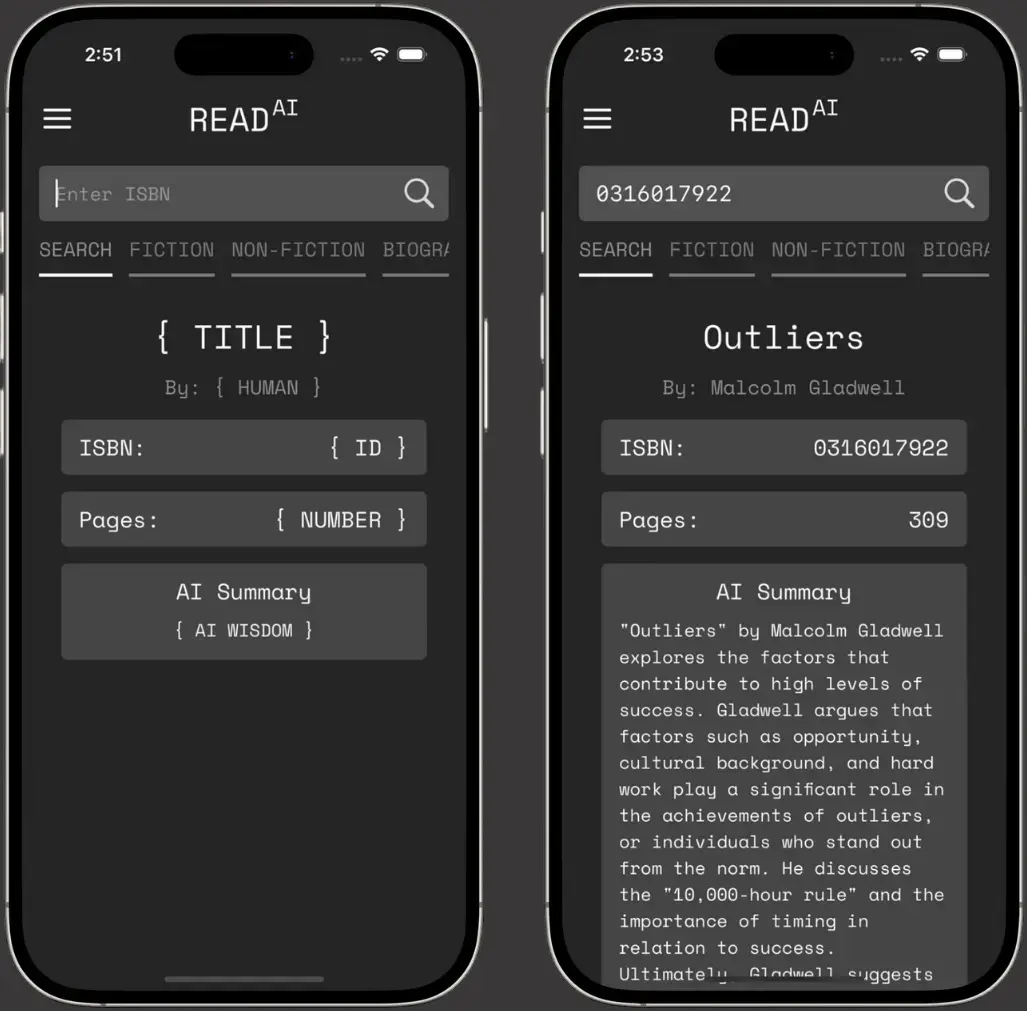 2:51
READ AI
Enter ISBN
SEARCH FICTION NON-FICTION BIOGRA
{ TITLE }
By: { HUMAN }
ISBN: { ID }
Pages: { NUMBER }
AI Summary
{ AI WISDOM }
2:53
READ AI
0316017922
SEARCH FICTION NON-FICTION BIOGRA
Outliers
By: Malcolm Gladwell
ISBN: 0316017922
Pages: 309
AI Summary
"Outliers" by Malcolm Gladwell
explores the factors that
contribute to high levels of
success. Gladwell argues that
factors such as opportunity,
cultural background, and hard
work play a significant role in
the achievements of outliers,
or individuals who stand out
from the norm. He discusses
the "10,000-hour rule" and the
importance of timing in
relation to success.
Ultimately, Gladwell suggests